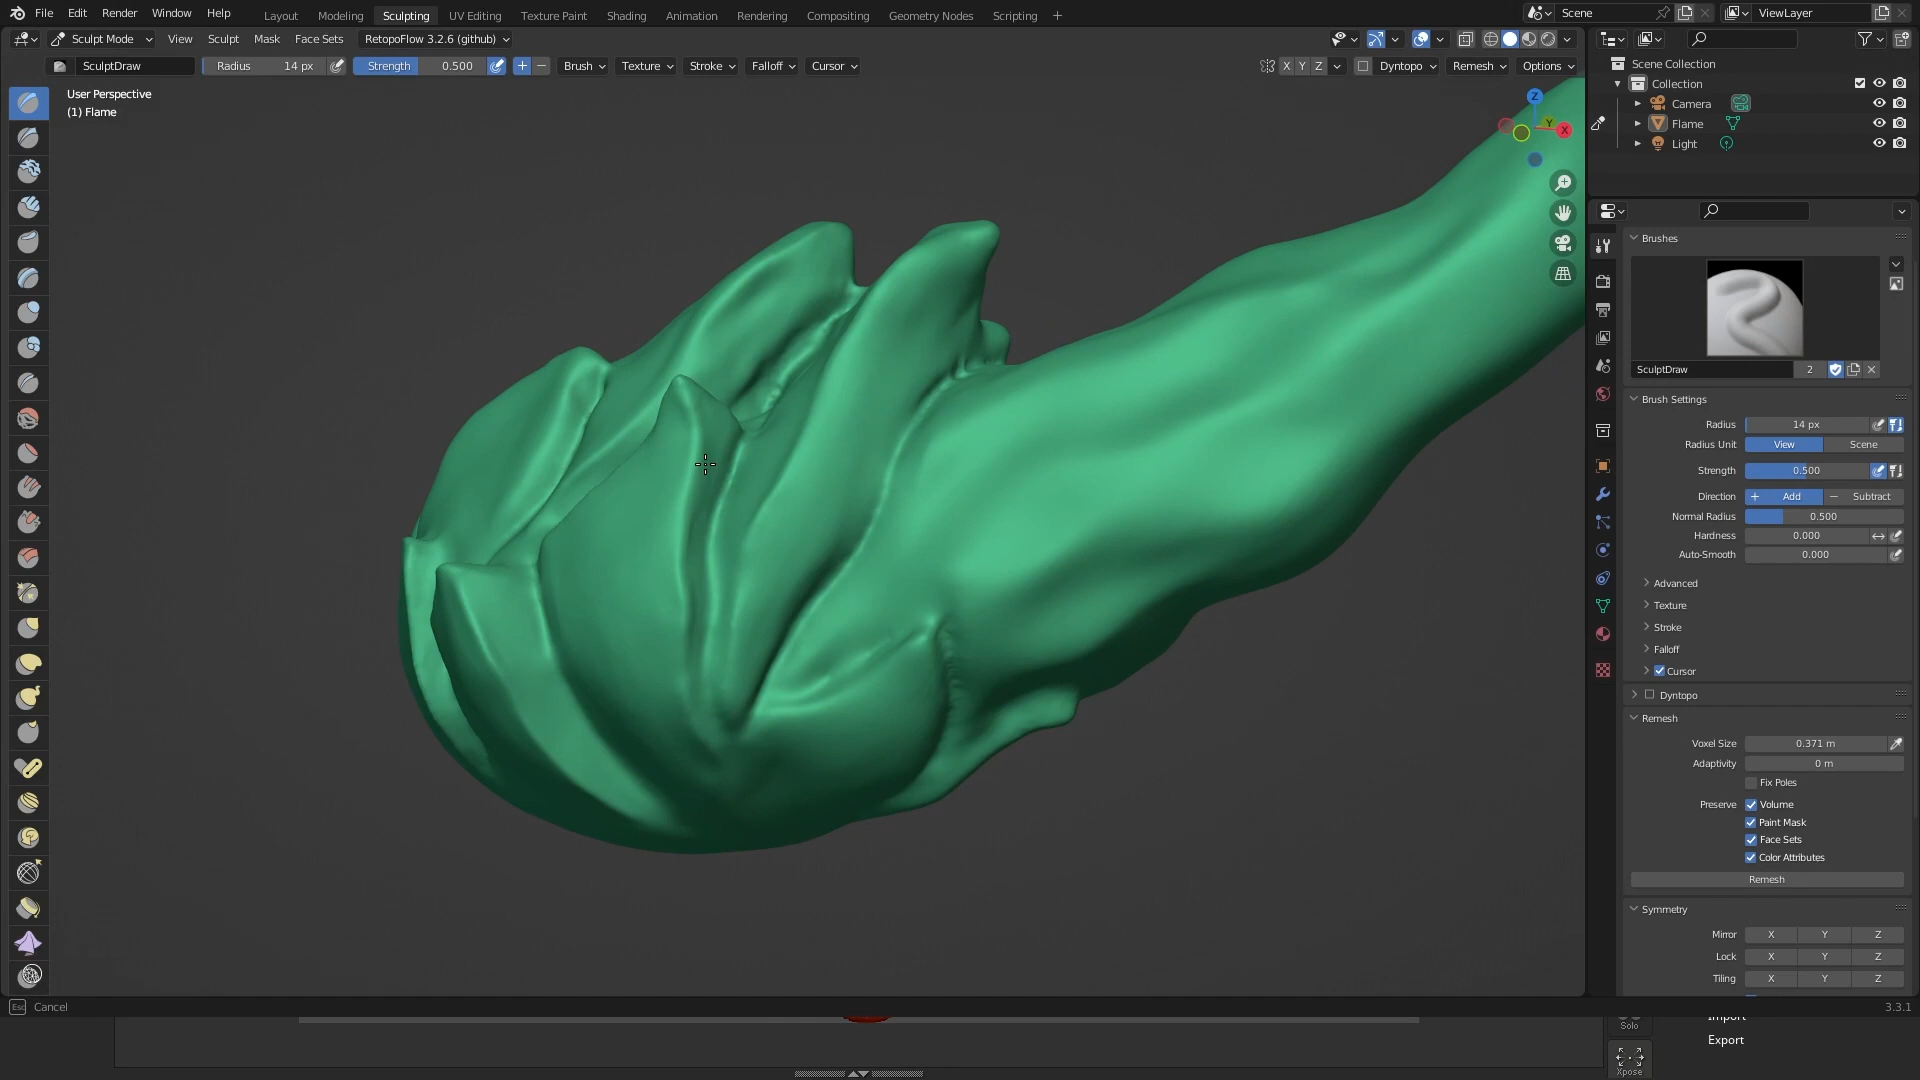 File Edit Render Window Help Layout Modeling Sculpting UV Editing Texture Paint Shading Animation Rendering Compositing Geometry Nodes Scripting + Scene ViewLayer
Sculpt Mode View Sculpt Mask Face Sets RetopoFlow 3.2.6 (github)
SculptDraw Radius 14 px Strength 0.500 + − Brush Texture Stroke Falloff Cursor X Y Z Dyntopo Remesh Options
User Perspective
(1) Flame
Z
Y
X
Scene Collection
Collection
Camera
Flame
Light
Brushes
SculptDraw 2
Brush Settings
Radius 14 px
Radius Unit View Scene
Strength 0.500
Direction + Add − Subtract
Normal Radius 0.500
Hardness 0.000
Auto-Smooth 0.000
Advanced
Texture
Stroke
Falloff
Cursor
Dyntopo
Remesh
Voxel Size 0.371 m
Adaptivity 0 m
Fix Poles
Preserve Volume
Paint Mask
Face Sets
Color Attributes
Remesh
Symmetry
Mirror X Y Z
Lock X Y Z
Tiling X Y Z
Esc Cancel 3.3.1
Import
Solo
Export
Xpose